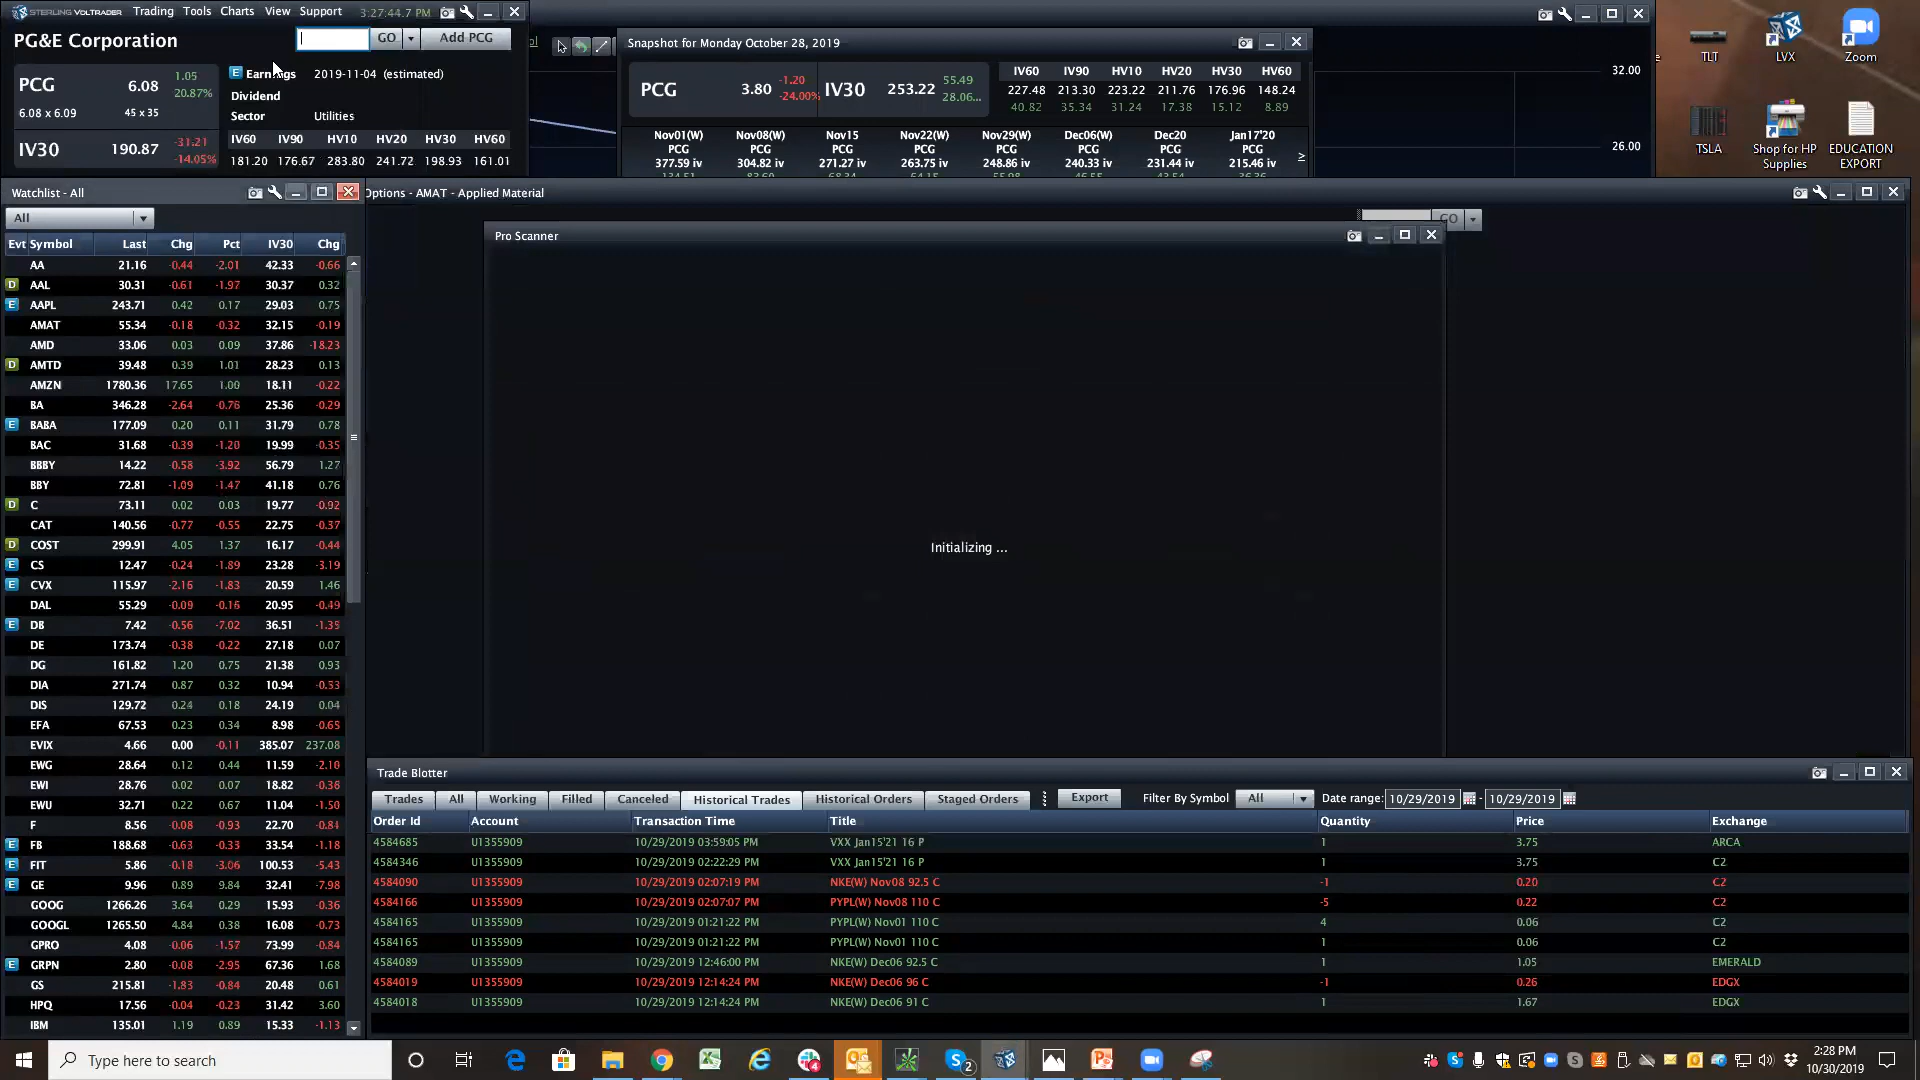 STERLING VOLTRADER Trading Tools Charts View Support 3:27:44.7 PM
PG&E Corporation GO Add PCG
PCG 6.08 1.05 20.87%
6.08 x 6.09 45 x 35
IV30 190.87 -31.21 -14.05%
E Earnings 2019-11-04 (estimated)
Dividend
Sector Utilities
IV60 IV90 HV10 HV20 HV30 HV60
181.20 176.67 283.80 241.72 198.93 161.01
Snapshot for Monday October 28, 2019
PCG 3.80 -1.20 -24.00% IV30 253.22 55.49 28.06...
IV60 IV90 HV10 HV20 HV30 HV60
227.48 213.30 223.22 211.76 176.96 148.24
40.82 35.34 31.24 17.38 15.12 8.89
Nov01(W) Nov08(W) Nov15 Nov22(W) Nov29(W) Dec06(W) Dec20 Jan17'20
PCG PCG PCG PCG PCG PCG PCG PCG
377.59 iv 304.82 iv 271.27 iv 263.75 iv 248.86 iv 240.33 iv 231.44 iv 215.46 iv >
32.00
26.00
TLT LVX Zoom
TSLA Shop for HP Supplies EDUCATION EXPORT
Watchlist - All
All
Evt Symbol Last Chg Pct IV30 Chg
AA 21.16 -0.44 -2.01 42.33 -0.66
D AAL 30.31 -0.61 -1.97 30.37 0.32
E AAPL 243.71 0.42 0.17 29.03 0.75
AMAT 55.34 -0.18 -0.32 32.15 -0.19
AMD 33.06 0.03 0.09 37.86 -18.23
D AMTD 39.48 0.39 1.01 28.23 0.13
AMZN 1780.36 17.65 1.00 18.11 -0.22
BA 346.28 -2.64 -0.76 25.36 -0.29
E BABA 177.09 0.20 0.11 31.79 0.78
BAC 31.68 -0.39 -1.20 19.99 -0.35
BBBY 14.22 -0.58 -3.92 56.79 1.27
BBY 72.81 -1.09 -1.47 41.18 0.76
D C 73.11 0.02 0.03 19.77 -0.92
CAT 140.56 -0.77 -0.55 22.75 -0.37
D COST 299.91 4.05 1.37 16.17 -0.44
E CS 12.47 -0.24 -1.89 23.28 -3.19
E CVX 115.97 -2.16 -1.83 20.59 1.46
DAL 55.29 -0.09 -0.16 20.95 -0.49
E DB 7.42 -0.56 -7.02 36.51 -1.35
DE 173.74 -0.38 -0.22 27.18 0.07
DG 161.82 1.20 0.75 21.38 0.93
DIA 271.74 0.87 0.32 10.94 -0.53
DIS 129.72 0.24 0.18 24.19 0.04
EFA 67.53 0.23 0.34 8.98 -0.65
EVIX 4.66 0.00 -0.11 385.07 237.08
EWG 28.64 0.12 0.44 11.59 -2.10
EWI 28.76 0.02 0.07 18.82 -0.36
EWU 32.71 0.22 0.67 11.04 -1.50
F 8.56 -0.08 -0.93 22.70 -0.81
E FB 188.68 -0.63 -0.33 33.54 -1.18
E FIT 5.86 -0.18 -3.06 100.53 -5.43
E GE 9.96 0.89 9.84 32.41 -7.98
GOOG 1266.26 3.64 0.29 15.93 -0.36
GOOGL 1265.50 4.84 0.38 16.08 -0.73
GPRO 4.08 -0.06 -1.57 73.99 -0.84
E GRPN 2.80 -0.08 -2.95 67.36 1.68
GS 215.81 -1.83 -0.84 20.48 0.61
HPQ 17.56 -0.04 -0.23 31.42 3.60
IBM 135.01 1.19 0.89 15.33 -1.13
Options - AMAT - Applied Material
GO
Pro Scanner
Initializing ...
Trade Blotter
Trades All Working Filled Canceled Historical Trades Historical Orders Staged Orders Export Filter By Symbol All Date range: 10/29/2019 - 10/29/2019
Order Id Account Transaction Time Title Quantity Price Exchange
4584685 U1355909 10/29/2019 03:59:05 PM VXX Jan15'21 16 P 1 3.75 ARCA
4584346 U1355909 10/29/2019 02:22:29 PM VXX Jan15'21 16 P 1 3.75 C2
4584090 U1355909 10/29/2019 02:07:19 PM NKE(W) Nov08 92.5 C -1 0.20 C2
4584166 U1355909 10/29/2019 02:07:07 PM PYPL(W) Nov08 110 C -5 0.22 C2
4584165 U1355909 10/29/2019 01:21:22 PM PYPL(W) Nov01 110 C 4 0.06 C2
4584165 U1355909 10/29/2019 01:21:22 PM PYPL(W) Nov01 110 C 1 0.06 C2
4584089 U1355909 10/29/2019 12:46:00 PM NKE(W) Dec06 92.5 C 1 1.05 EMERALD
4584019 U1355909 10/29/2019 12:14:24 PM NKE(W) Dec06 96 C -1 0.26 EDGX
4584018 U1355909 10/29/2019 12:14:24 PM NKE(W) Dec06 91 C 1 1.67 EDGX
Type here to search
2:28 PM
10/30/2019